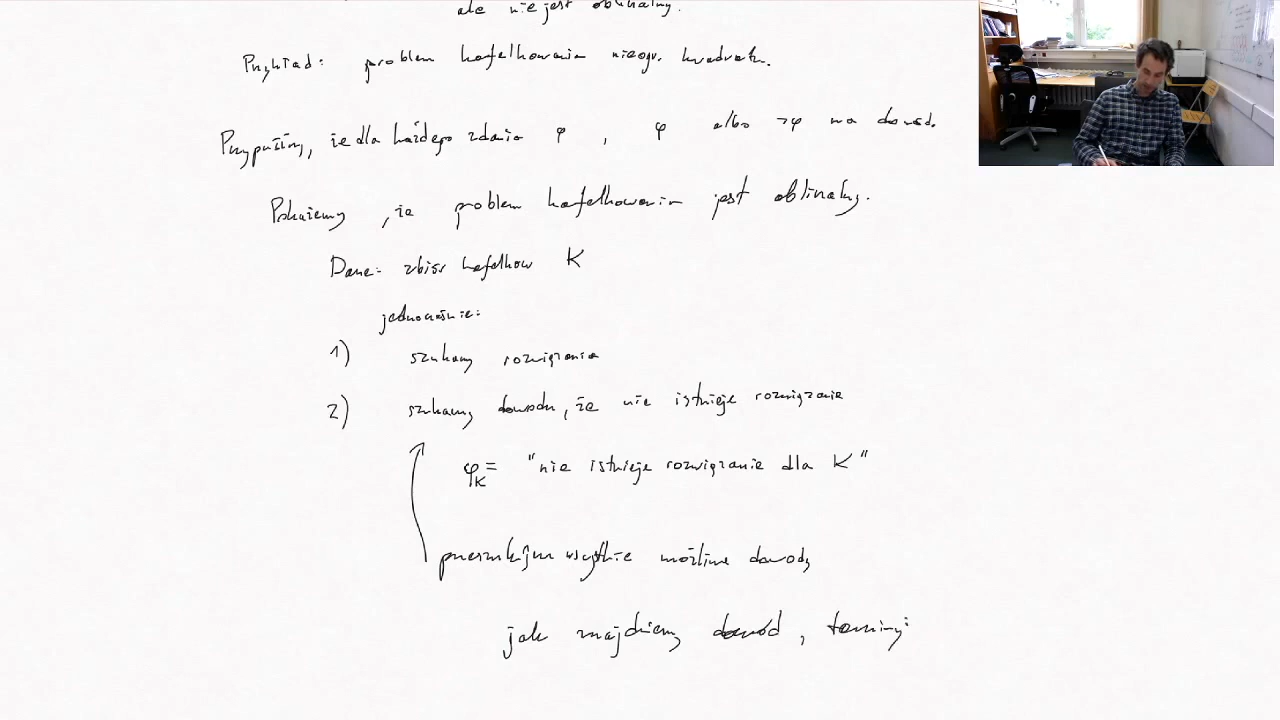 ale nie jest obliczalny.
Przykład: problem kafelkowania nieogr. kwadratu.
Przypuśćmy, że dla każdego zdania φ, φ albo ¬φ ma dowód.
Pokażemy, że problem kafelkowania jest obliczalny.
Dane: zbiór kafelków K
jednocześnie:
1) szukamy rozwiązania
2) szukamy dowodu, że nie istnieje rozwiązanie
φ_K = "nie istnieje rozwiązanie dla K"
przeszukujemy wszystkie możliwe dowody
jak znajdziemy dowód, to